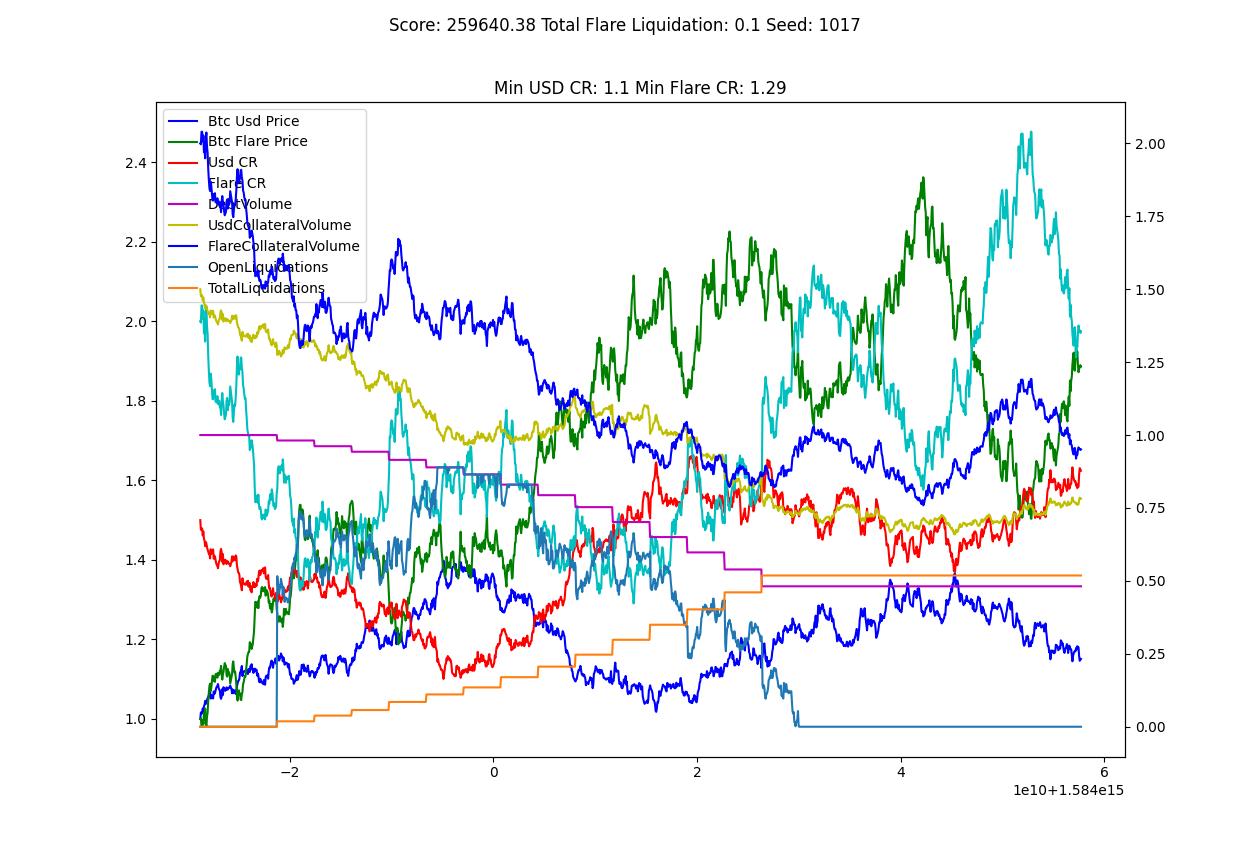 Score: 259640.38 Total Flare Liquidation: 0.1 Seed: 1017
Min USD CR: 1.1 Min Flare CR: 1.29
Btc Usd Price
Btc Flare Price
Usd CR
Flare CR
DebtVolume
UsdCollateralVolume
FlareCollateralVolume
OpenLiquidations
TotalLiquidations
2.4
2.2
2.0
1.8
1.6
1.4
1.2
1.0
2.00
1.75
1.50
1.25
1.00
0.75
0.50
0.25
0.00
−2 0 2 4 6
1e10+1.584e15